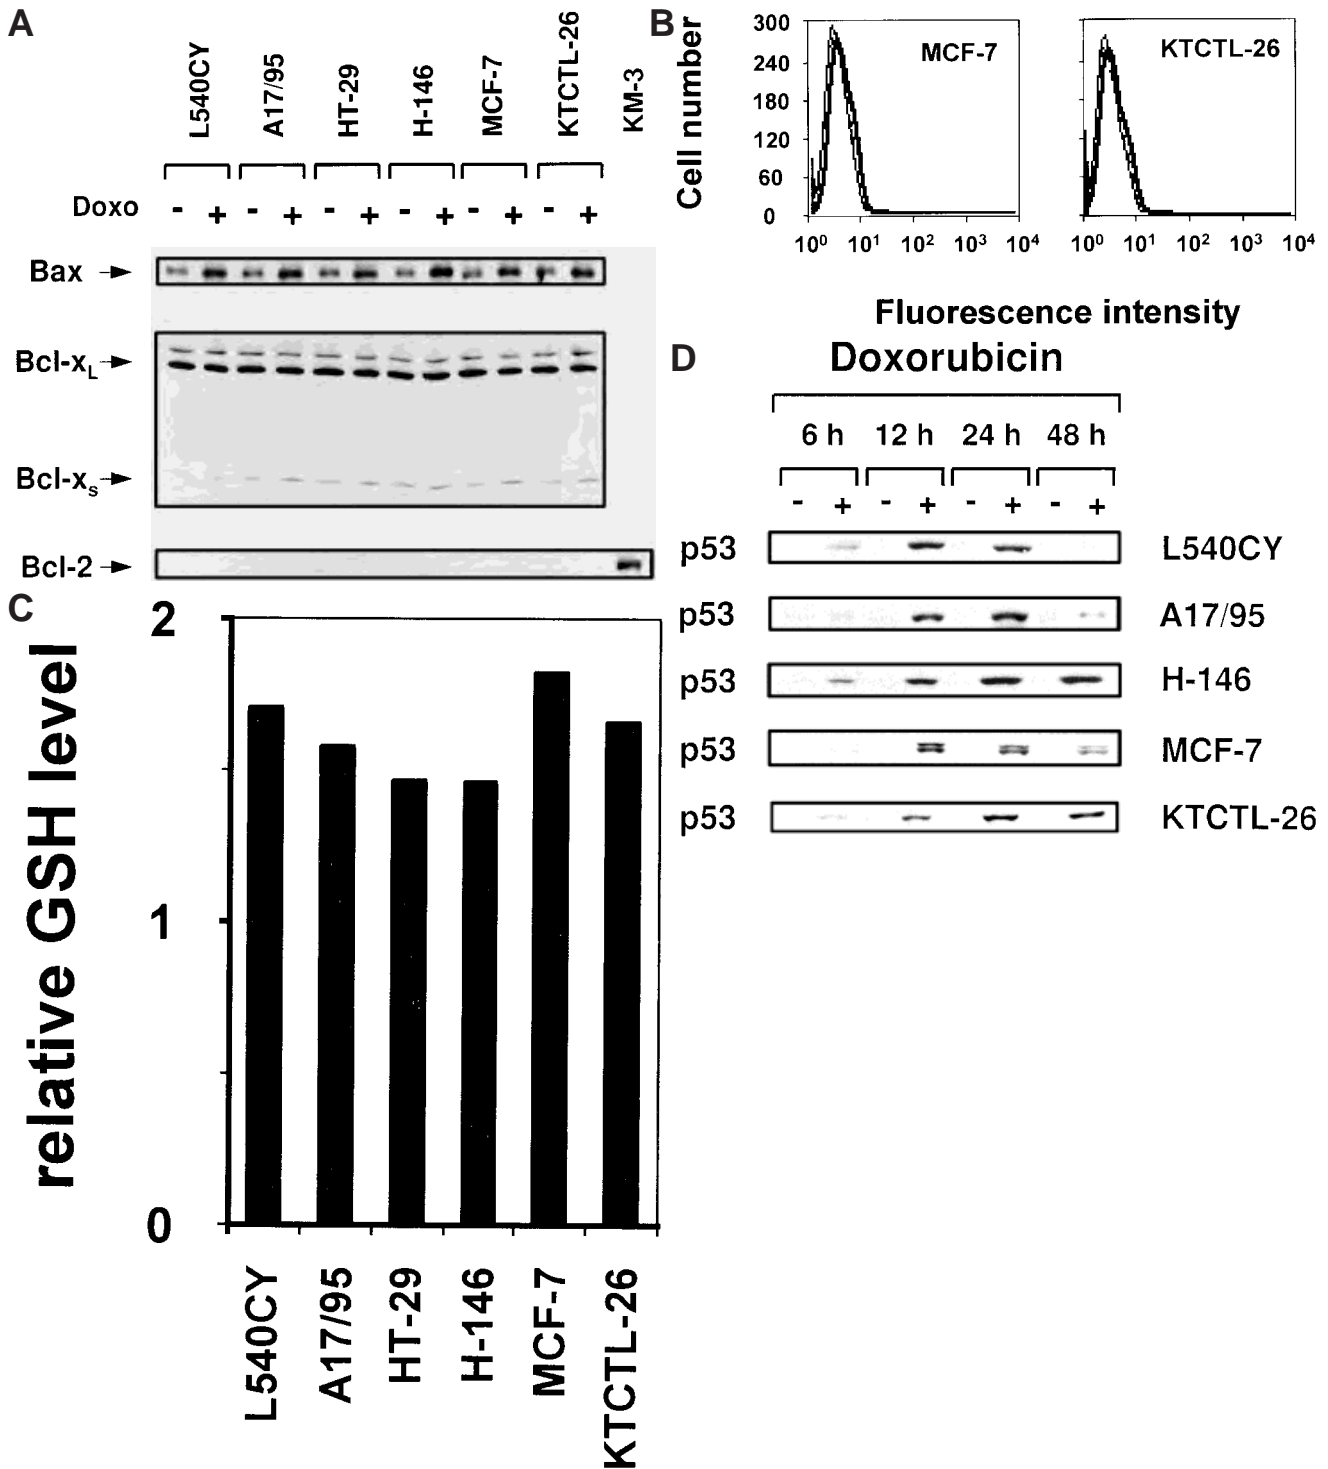 A
L540CY
A17/95
HT-29
H-146
MCF-7
KTCTL-26
KM-3
Doxo - + - + - + - + - + - +
Bax
Bcl-xL
Bcl-xS
Bcl-2
B
Cell number
300
240
180
120
60
0
MCF-7
KTCTL-26
10⁰ 10¹ 10² 10³ 10⁴
10⁰ 10¹ 10² 10³ 10⁴
Fluorescence intensity
C
relative GSH level
2
1
0
L540CY
A17/95
HT-29
H-146
MCF-7
KTCTL-26
D
Doxorubicin
6 h 12 h 24 h 48 h
- + - + - + - +
p53 L540CY
p53 A17/95
p53 H-146
p53 MCF-7
p53 KTCTL-26